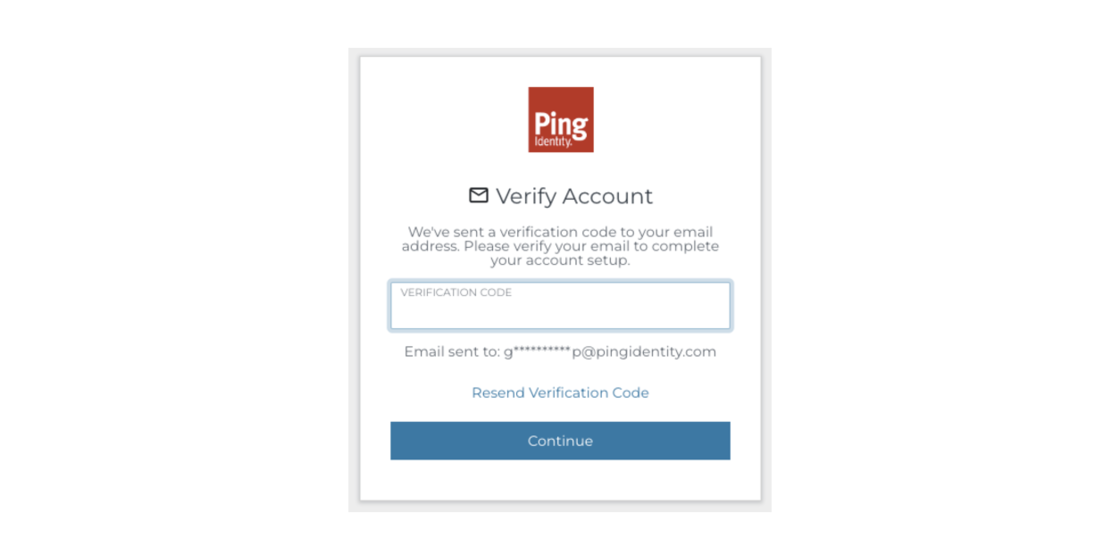 Ping
Identity.
Verify Account
We've sent a verification code to your email
address. Please verify your email to complete
your account setup.
VERIFICATION CODE
Email sent to: g**********p@pingidentity.com
Resend Verification Code
Continue